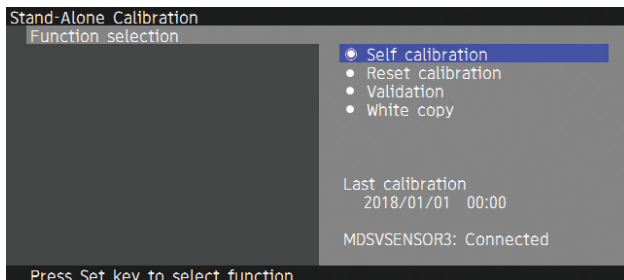 Stand-Alone Calibration
Function selection
Self calibration
Reset calibration
Validation
White copy
Last calibration
2018/01/01 00:00
MDSVSENSOR3: Connected
Press Set key to select function